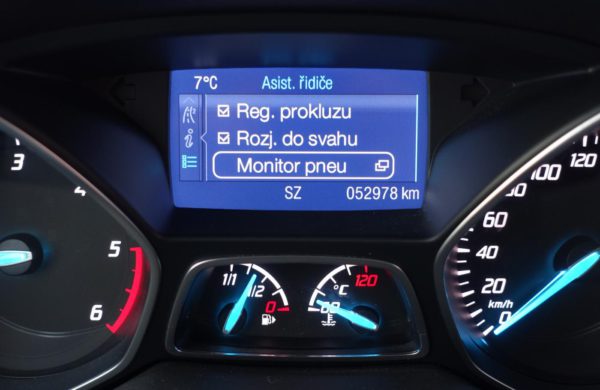 7°C Asist. řidiče
Reg. prokluzu
Rozj. do svahu
Monitor pneu
SZ 052978 km
3
4
5
6
1/1
1/2
0
°C
120
60
120
100
80
60
40
20
km/h
0